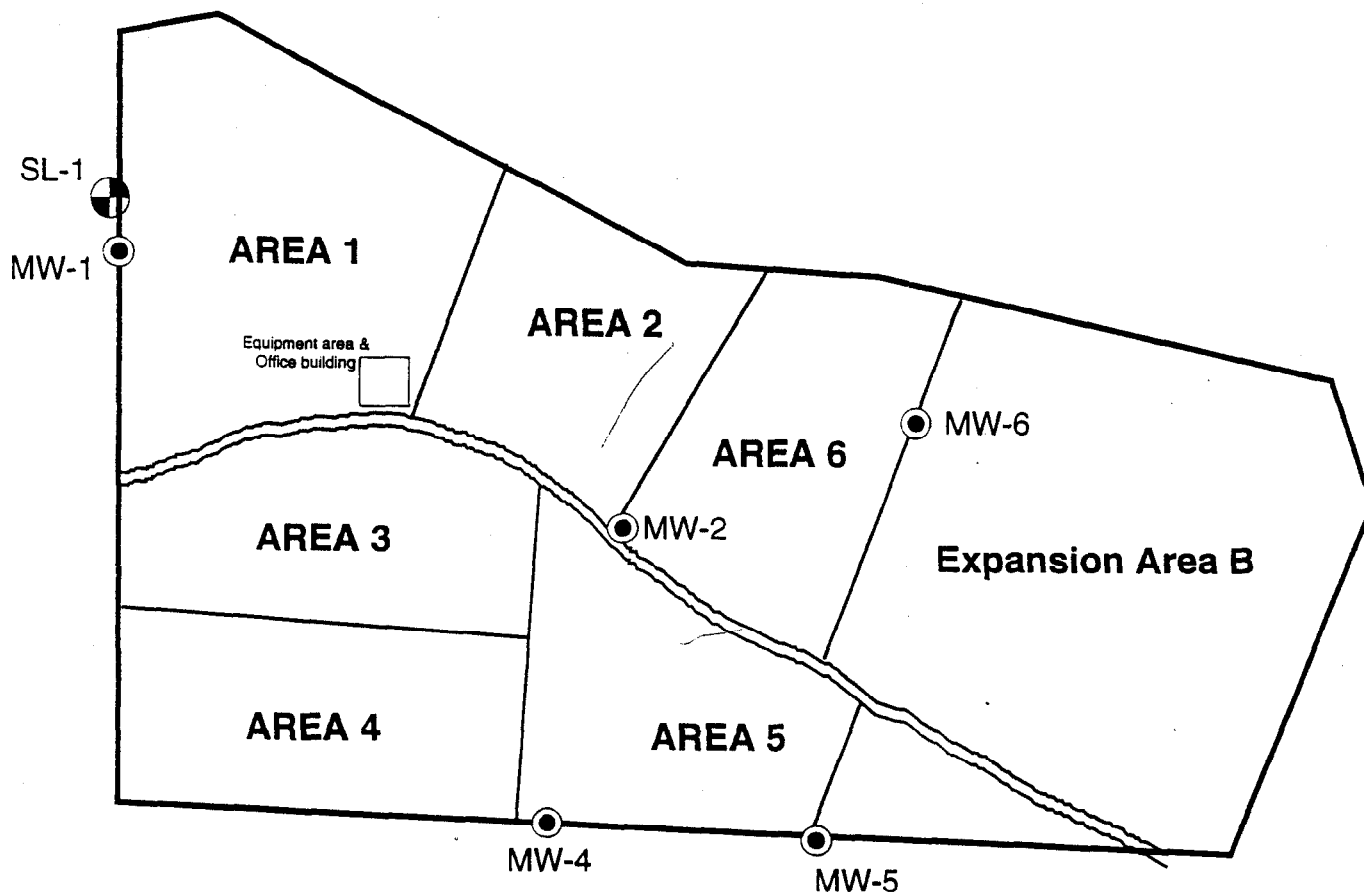 SL-1
MW-1
AREA 1
Equipment area &
Office building
AREA 2
AREA 6
MW-6
MW-2
AREA 3
Expansion Area B
AREA 4
AREA 5
MW-4
MW-5